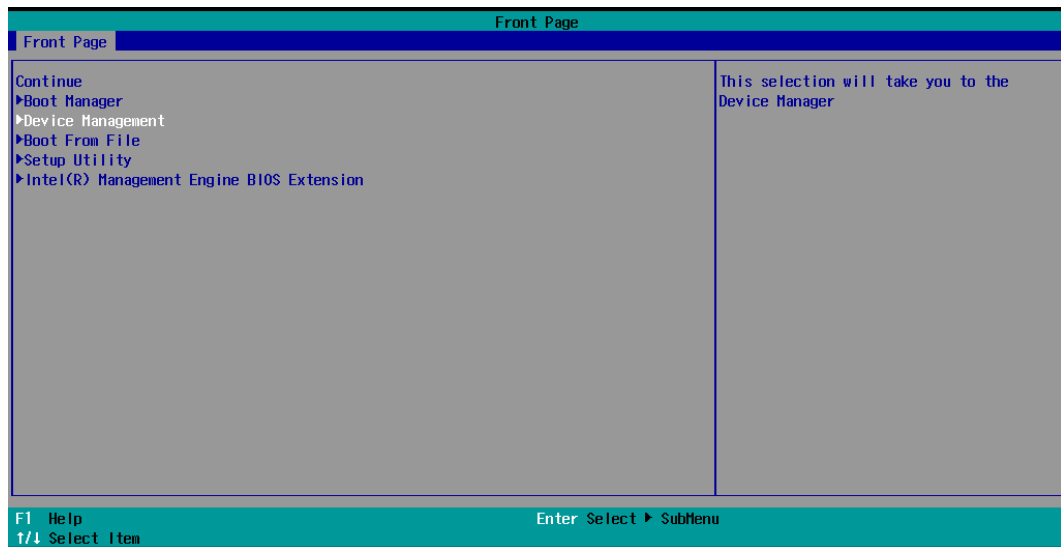 Front Page
Front Page
Continue
▶Boot Manager
▶Device Management
▶Boot From File
▶Setup Utility
▶Intel(R) Management Engine BIOS Extension
This selection will take you to the
Device Manager
F1 Help
Enter Select ▶ SubMenu
↑/↓ Select Item